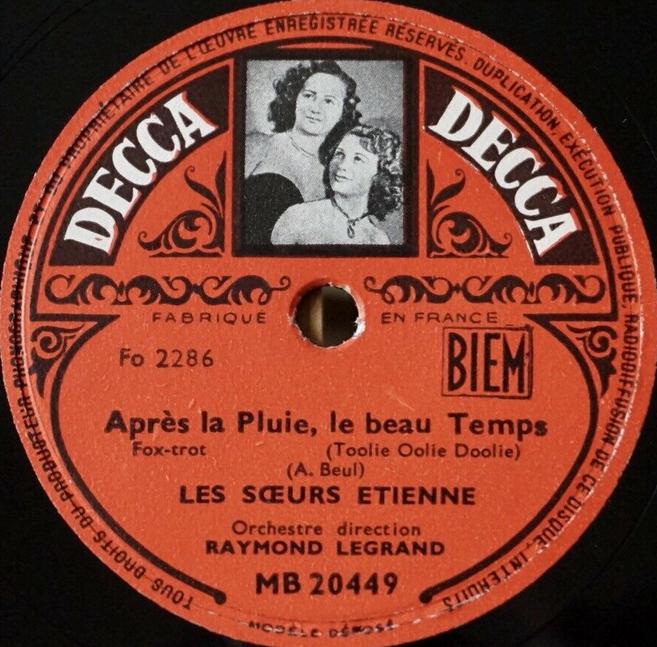 TOUS DROITS DU PRODUCTEUR PHONOGRAPHIQUE ET DU PROPRIÉTAIRE DE L'ŒUVRE ENREGISTRÉE RÉSERVÉS. DUPLICATION, EXÉCUTION PUBLIQUE, RADIODIFFUSION DE CE DISQUE, INTERDITS
DECCA
DECCA
FABRIQUÉ EN FRANCE
Fo 2286
BIEM
Après la Pluie, le beau Temps
Fox-trot (Toolie Oolie Doolie)
(A. Beul)
LES SŒURS ETIENNE
Orchestre direction
RAYMOND LEGRAND
MB 20449
MODÈLE DÉPOSÉ